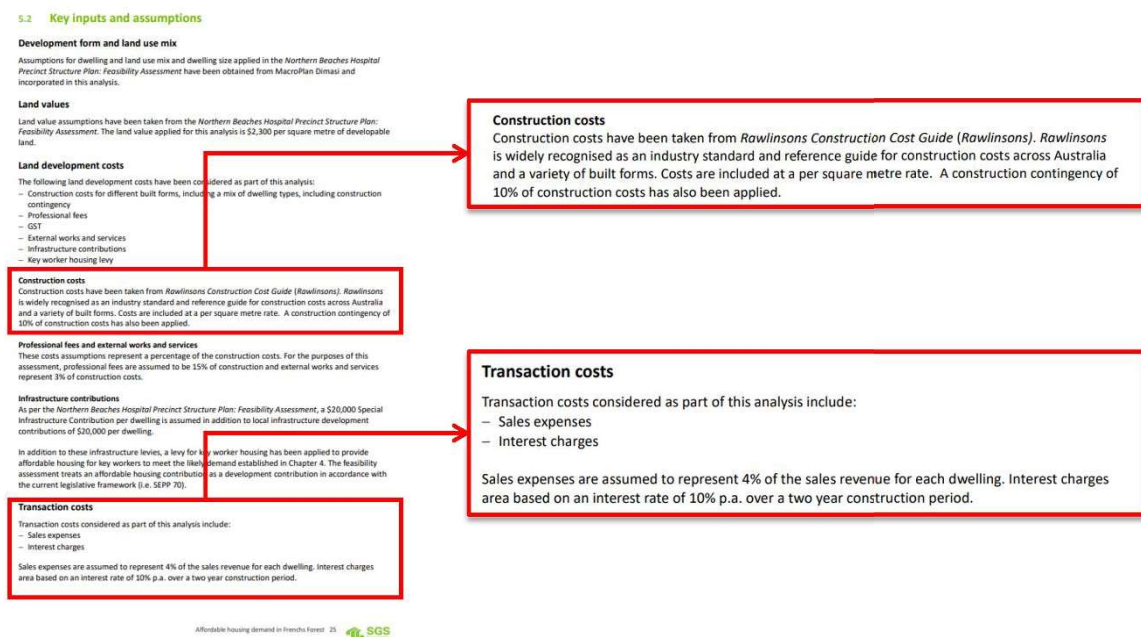 5.2 Key inputs and assumptions
Development form and land use mix
Assumptions for dwelling and land use mix and dwelling size applied in the Northern Beaches Hospital
Precinct Structure Plan: Feasibility Assessment have been obtained from MacroPlan Dimasi and
incorporated in this analysis.
Land values
Land value assumptions have been taken from the Northern Beaches Hospital Precinct Structure Plan:
Feasibility Assessment. The land value applied for this analysis is $2,300 per square metre of developable
land.
Land development costs
The following land development costs have been considered as part of this analysis:
– Construction costs for different built forms, including a mix of dwelling types, including construction
contingency
– Professional fees
– GST
– External works and services
– Infrastructure contributions
– Key worker housing levy
Construction costs
Construction costs have been taken from Rawlinsons Construction Cost Guide (Rawlinsons). Rawlinsons
is widely recognised as an industry standard and reference guide for construction costs across Australia
and a variety of built forms. Costs are included at a per square metre rate. A construction contingency of
10% of construction costs has also been applied.
Professional fees and external works and services
These costs assumptions represent a percentage of the construction costs. For the purposes of this
assessment, professional fees are assumed to be 15% of construction and external works and services
represent 3% of construction costs.
Infrastructure contributions
As per the Northern Beaches Hospital Precinct Structure Plan: Feasibility Assessment, a $20,000 Special
Infrastructure Contribution per dwelling is assumed in addition to local infrastructure development
contributions of $20,000 per dwelling.
In addition to these infrastructure levies, a levy for key worker housing has been applied to provide
affordable housing for key workers to meet the likely demand established in Chapter 4. The feasibility
assessment treats an affordable housing contribution as a development contribution in accordance with
the current legislative framework (i.e. SEPP 70).
Transaction costs
Transaction costs considered as part of this analysis include:
– Sales expenses
– Interest charges
Sales expenses are assumed to represent 4% of the sales revenue for each dwelling. Interest charges
area based on an interest rate of 10% p.a. over a two year construction period.
Affordable housing demand in Frenchs Forest 25 SGS
Construction costs
Construction costs have been taken from Rawlinsons Construction Cost Guide (Rawlinsons). Rawlinsons
is widely recognised as an industry standard and reference guide for construction costs across Australia
and a variety of built forms. Costs are included at a per square metre rate. A construction contingency of
10% of construction costs has also been applied.
Transaction costs
Transaction costs considered as part of this analysis include:
– Sales expenses
– Interest charges
Sales expenses are assumed to represent 4% of the sales revenue for each dwelling. Interest charges
area based on an interest rate of 10% p.a. over a two year construction period.